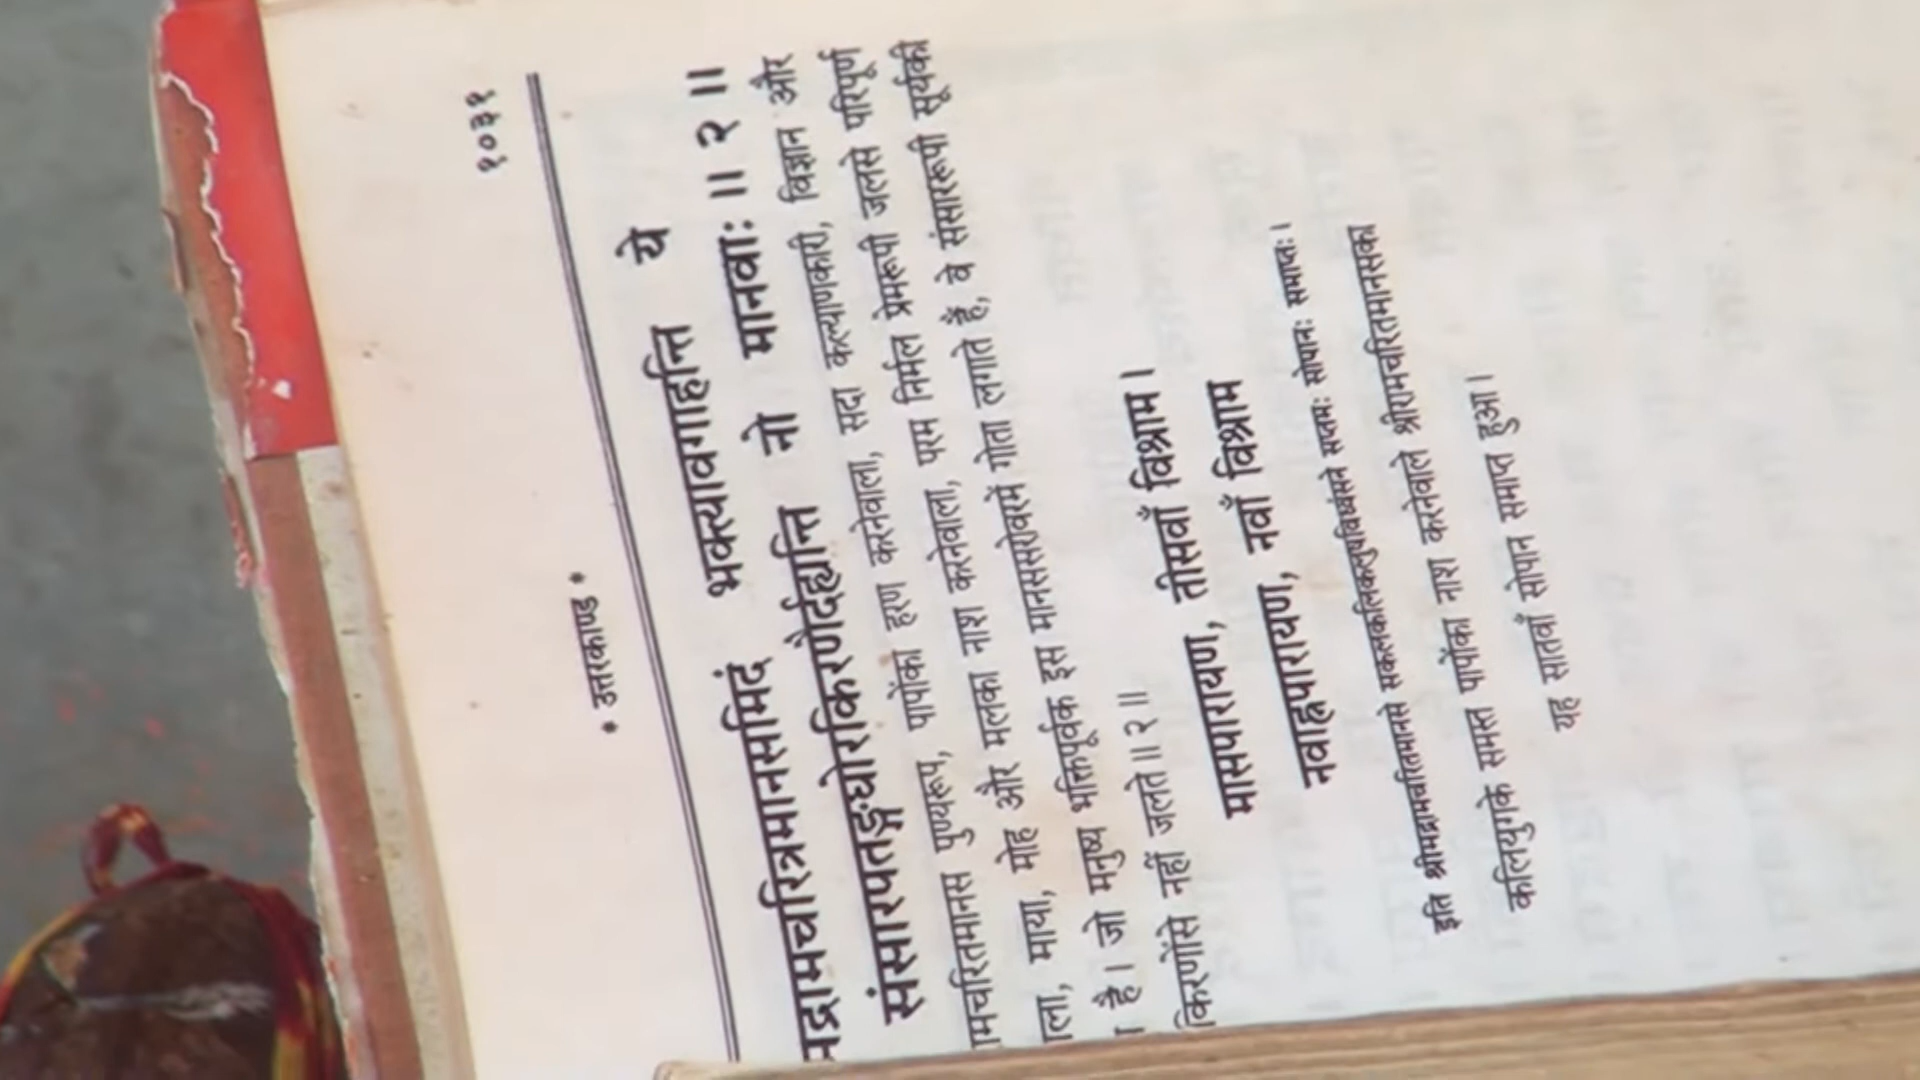 १०३१
* उत्तरकाण्ड *
मद्रामचरित्रमानसमिदं भक्त्यावगाहन्ति ये
संसारपतङ्गघोरकिरणैर्दह्यन्ति नो मानवाः ॥ २ ॥
ामचरितमानस पुण्यरूप, पापोंका हरण करनेवाला, सदा कल्याणकारी, विज्ञान और
ला, माया, मोह और मलका नाश करनेवाला, परम निर्मल प्रेमरूपी जलसे परिपूर्ण
ा है। जो मनुष्य भक्तिपूर्वक इस मानससरोवरमें गोता लगाते हैं, वे संसाररूपी सूर्यकी
किरणोंसे नहीं जलते ॥ २ ॥
मासपारायण, तीसवाँ विश्राम।
नवाह्नपारायण, नवाँ विश्राम
इति श्रीमद्रामचरितमानसे सकलकलिकलुषविध्वंसने सप्तमः सोपानः समाप्तः।
कलियुगके समस्त पापोंका नाश करनेवाले श्रीरामचरितमानसका
यह सातवाँ सोपान समाप्त हुआ।